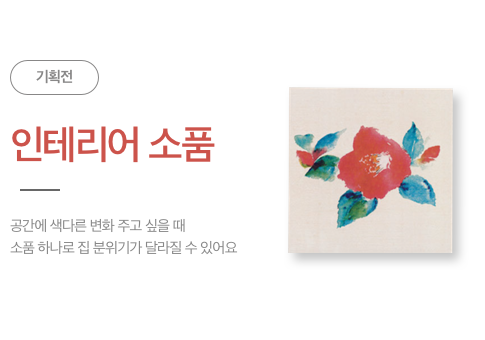 기획전
인테리어 소품
공간에 색다른 변화 주고 싶을 때
소품 하나로 집 분위기가 달라질 수 있어요